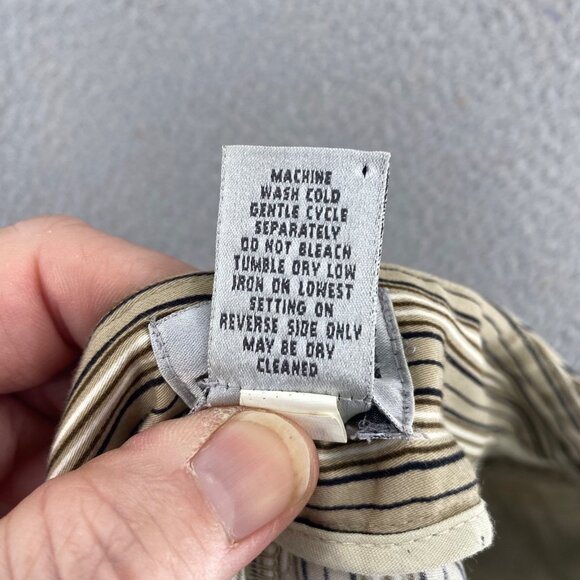 MACHINE
WASH COLD
GENTLE CYCLE
SEPARATELY
DO NOT BLEACH
TUMBLE DRY LOW
IRON ON LOWEST
SETTING ON
REVERSE SIDE ONLY
MAY BE DRY
CLEANED